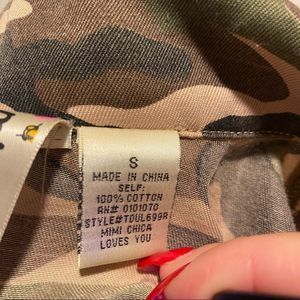 S
MADE IN CHINA
SELF:
100% COTTON
RN# 0101070
STYLE#TOUL699R
MIMI CHICA
LOVES YOU